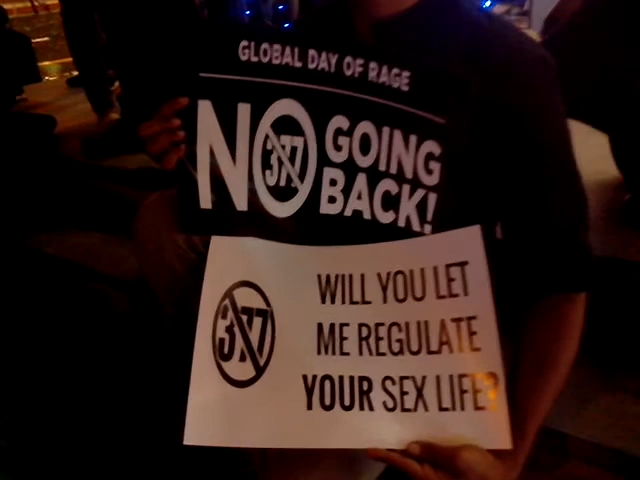 GLOBAL DAY OF RAGE
NO GOING
377
BACK!
WILL YOU LET
377
ME REGULATE
YOUR SEX LIFE?